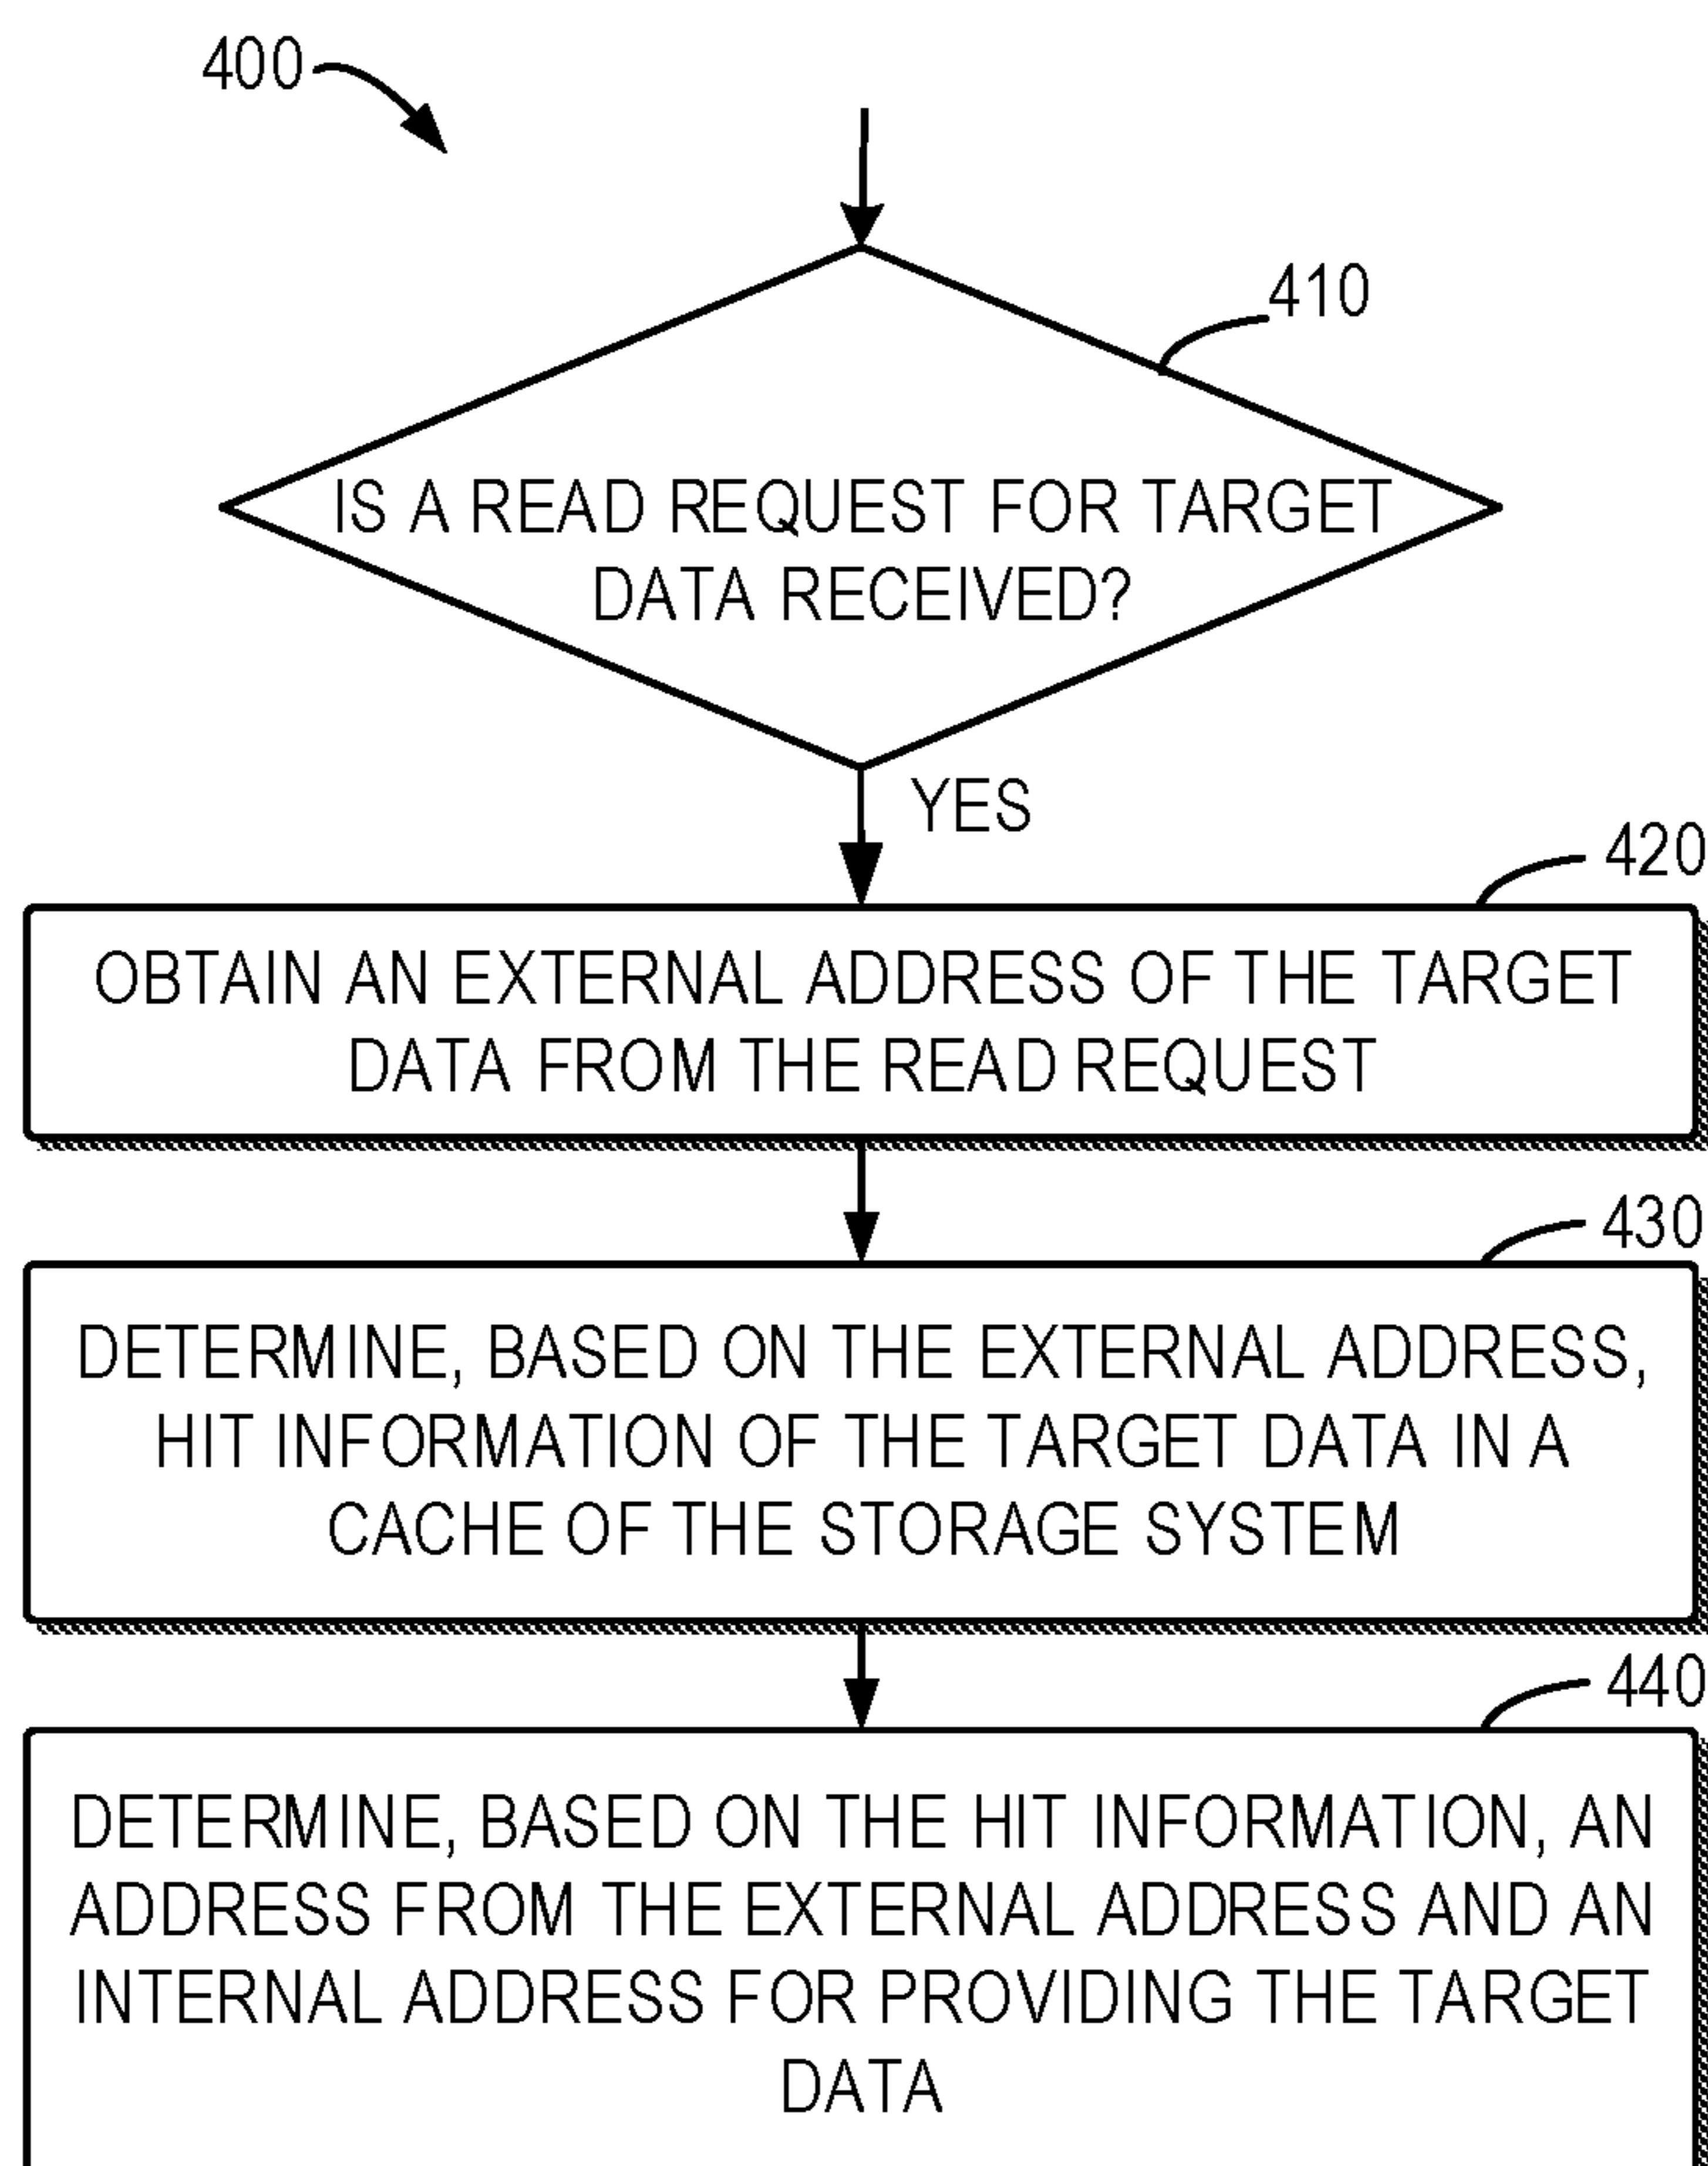 400
410
IS A READ REQUEST FOR TARGET
DATA RECEIVED?
YES
420
OBTAIN AN EXTERNAL ADDRESS OF THE TARGET
DATA FROM THE READ REQUEST
430
DETERMINE, BASED ON THE EXTERNAL ADDRESS,
HIT INFORMATION OF THE TARGET DATA IN A
CACHE OF THE STORAGE SYSTEM
440
DETERMINE, BASED ON THE HIT INFORMATION, AN
ADDRESS FROM THE EXTERNAL ADDRESS AND AN
INTERNAL ADDRESS FOR PROVIDING THE TARGET
DATA